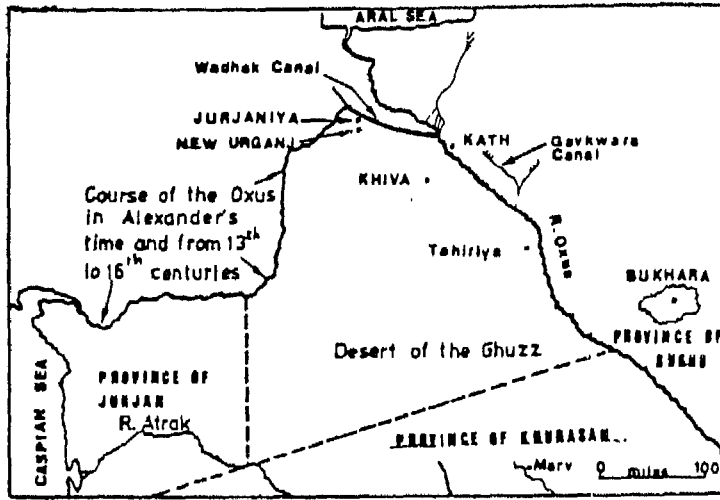 ARAL SEA
Wadhak Canal
JURJANIYA
NEW URGANJ
KATH
Gavkwara
Canal
KHIVA
Course of the Oxus
in Alexander's
time and from 13th
to 16th centuries
Tahiriya
R. Oxus
BUKHARA
Desert of the Ghuzz
PROVINCE OF
SUGHD
PROVINCE OF
JURJAN
R. Atrak
CASPIAN SEA
PROVINCE OF KHURASAN
Marv
0 miles 100